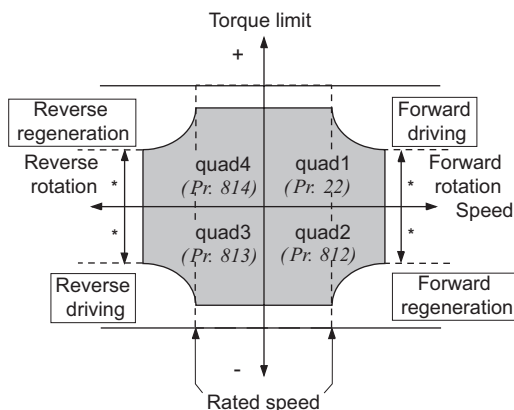 Torque limit
+
Reverse
regeneration
Forward
driving
Reverse
rotation
*
*
quad4
(Pr. 814)
quad1
(Pr. 22)
*
*
Forward
rotation
Speed
quad3
(Pr. 813)
quad2
(Pr. 812)
Reverse
driving
Forward
regeneration
-
Rated speed